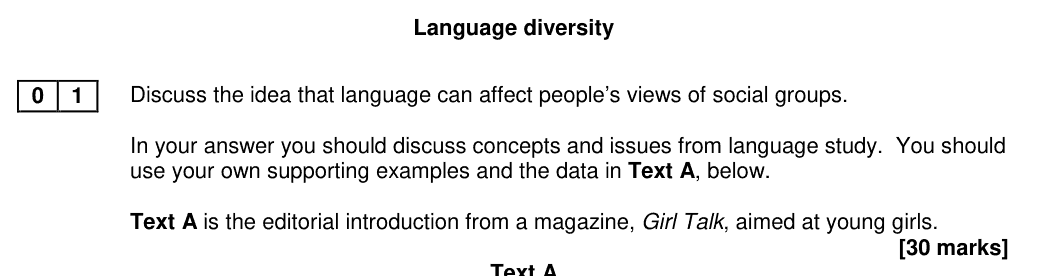 Language diversity
0 1 Discuss the idea that language can affect people's views of social groups.
In your answer you should discuss concepts and issues from language study. You should
use your own supporting examples and the data in Text A, below.
Text A is the editorial introduction from a magazine, Girl Talk, aimed at young girls.
[30 marks]
Text A